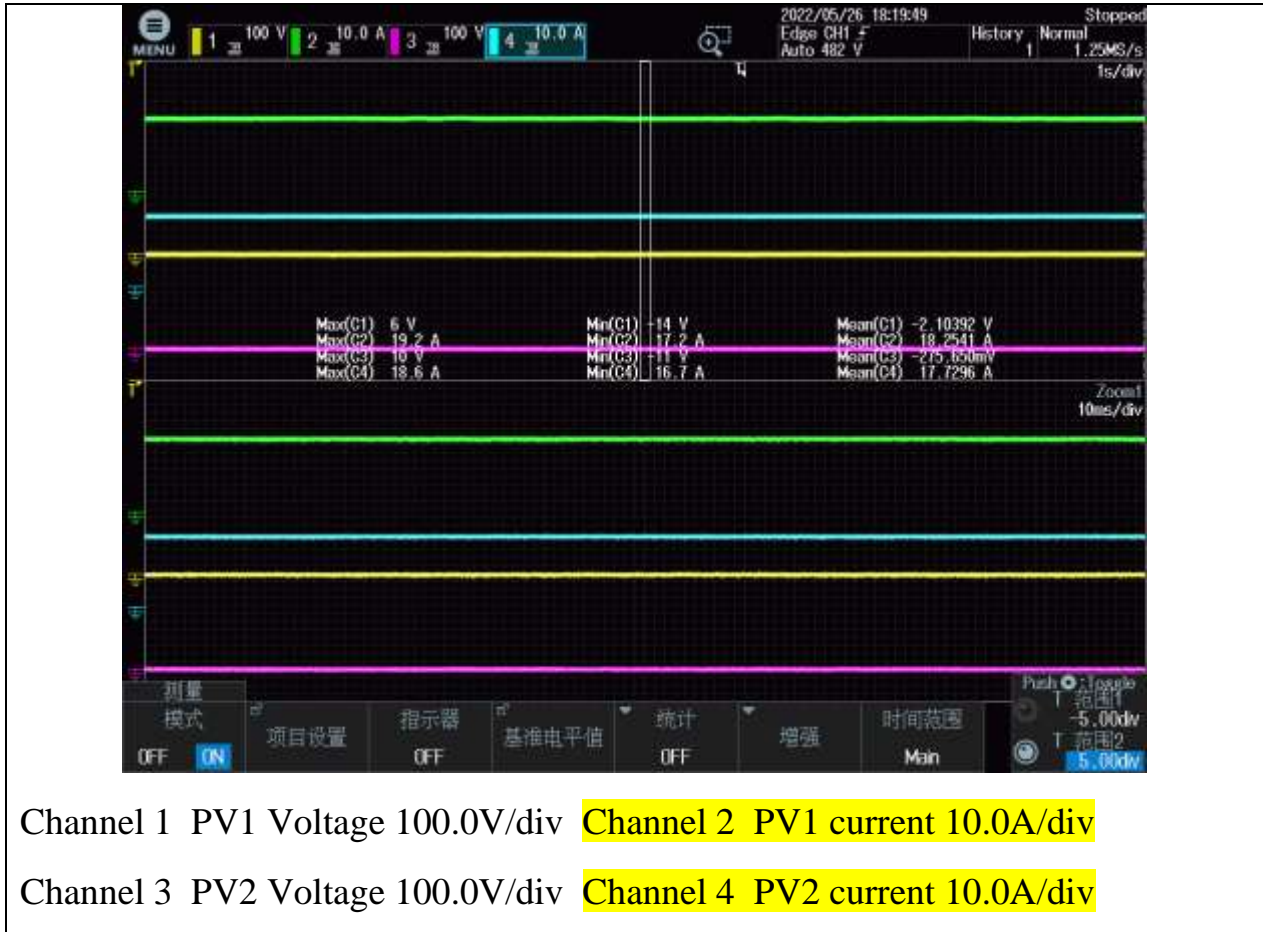 2022/05/26 18:19:49 Stopped
MENU 1 100 V 2 10.0 A 3 100 V 4 10.0 A Edge CH1 History Normal
Auto 482 V 1 1.25MS/s
T 1s/div
Max(C1) 6 V Min(C1) -14 V Mean(C1) -2.10392 V
Max(C2) 19.2 A Min(C2) 17.2 A Mean(C2) 18.2541 A
Max(C3) 10 V Min(C3) -11 V Mean(C3) -275.650mV
Max(C4) 18.6 A Min(C4) 16.7 A Mean(C4) 17.7296 A
T Zoom1
10ms/div
测量 Push :Toggle
模式 项目设置 指示器 基准电平值 统计 增强 时间范围 T 范围1
-5.00div
OFF ON OFF OFF Main T 范围2
5.00div
Channel 1 PV1 Voltage 100.0V/div Channel 2 PV1 current 10.0A/div
Channel 3 PV2 Voltage 100.0V/div Channel 4 PV2 current 10.0A/div